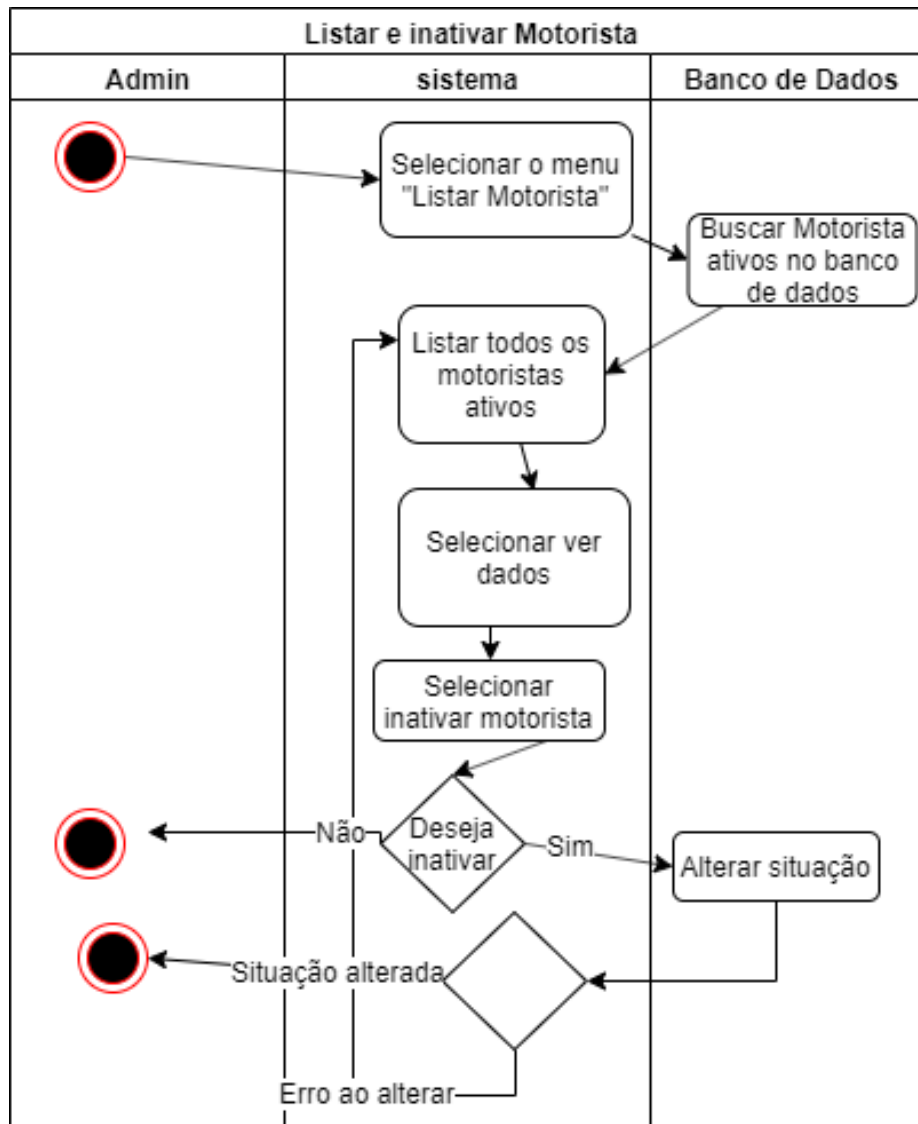 Listar e inativar Motorista
Admin
sistema
Banco de Dados
Selecionar o menu
"Listar Motorista"
Buscar Motorista
ativos no banco
de dados
Listar todos os
motoristas
ativos
Selecionar ver
dados
Selecionar
inativar motorista
Deseja
inativar
Não
Sim
Alterar situação
Situação alterada
Erro ao alterar